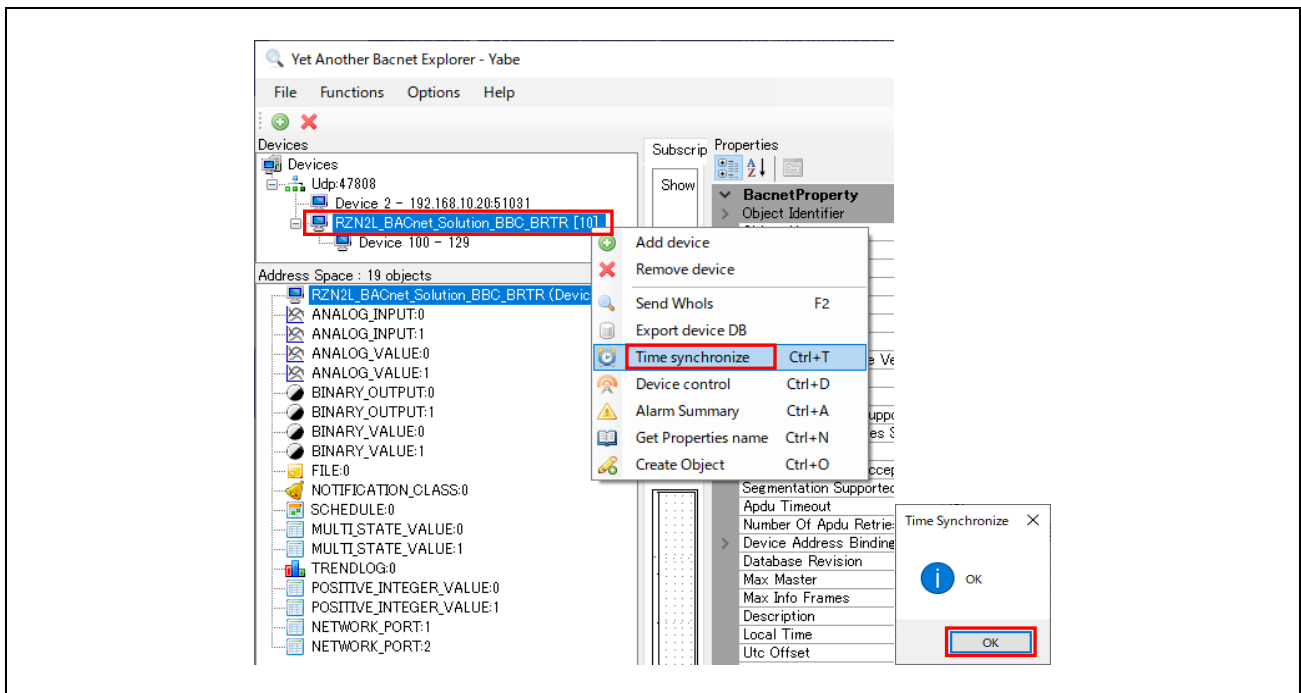 Yet Another Bacnet Explorer - Yabe
File Functions Options Help
Devices
Devices
Udp:47808
Device 2 - 192.168.10.20:51031
RZN2L_BACnet_Solution_BBC_BRTR [10]
Device 100 - 129
Address Space : 19 objects
RZN2L_BACnet_Solution_BBC_BRTR (Devic
ANALOG_INPUT:0
ANALOG_INPUT:1
ANALOG_VALUE:0
ANALOG_VALUE:1
BINARY_OUTPUT:0
BINARY_OUTPUT:1
BINARY_VALUE:0
BINARY_VALUE:1
FILE:0
NOTIFICATION_CLASS:0
SCHEDULE:0
MULTI_STATE_VALUE:0
MULTI_STATE_VALUE:1
TRENDLOG:0
POSITIVE_INTEGER_VALUE:0
POSITIVE_INTEGER_VALUE:1
NETWORK_PORT:1
NETWORK_PORT:2
Subscrip
Show
Properties
BacnetProperty
Object Identifier
Add device
Remove device
Send WhoIs F2
Export device DB
Time synchronize Ctrl+T
Device control Ctrl+D
Alarm Summary Ctrl+A
Get Properties name Ctrl+N
Create Object Ctrl+O
Segmentation Supported
Apdu Timeout
Number Of Apdu Retrie
Device Address Binding
Database Revision
Max Master
Max Info Frames
Description
Local Time
Utc Offset
Time Synchronize
OK
OK